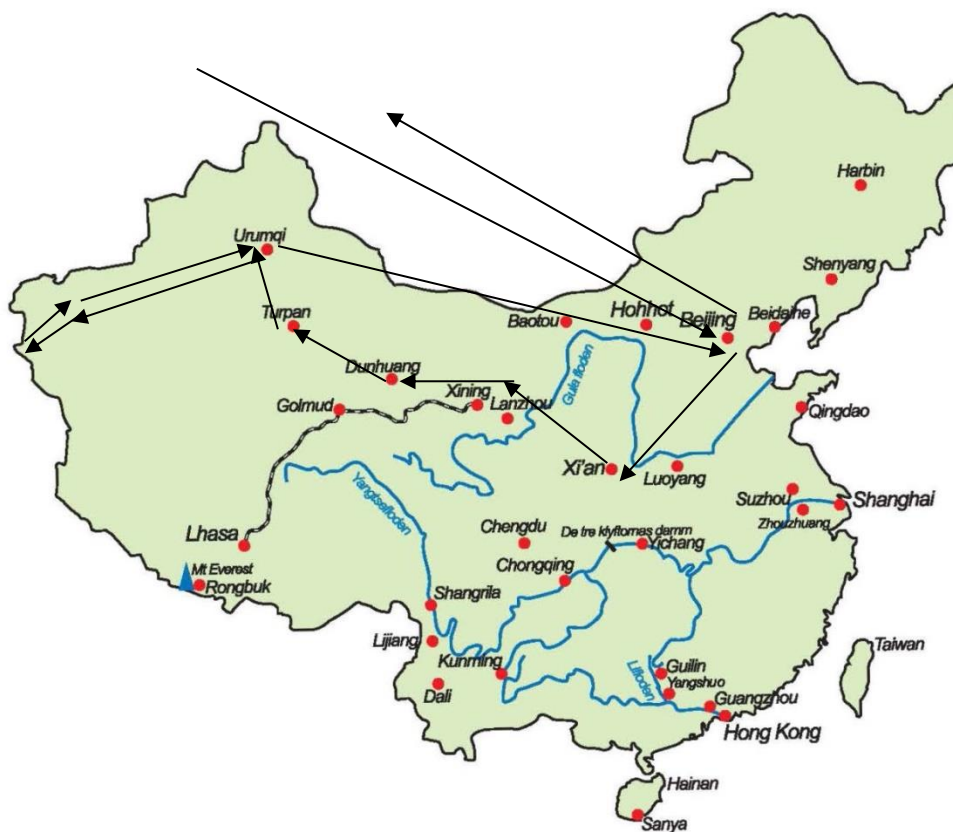 Harbin
Urumqi
Shenyang
Turpan
Baotou
Hohhot
Beijing
Beidaihe
Dunhuang
Gula floden
Xining
Golmud
Lanzhou
Qingdao
Xi'an
Luoyang
Suzhou
Shanghai
Zhouzhuang
Yangtsefloden
Chengdu
De tre klyftornas damm
Yichang
Lhasa
Mt Everest
Rongbuk
Chongqing
Shangrila
Lijiang
Kunming
Dali
Guilin
Yangshuo
Lifloden
Guangzhou
Hong Kong
Taiwan
Hainan
Sanya